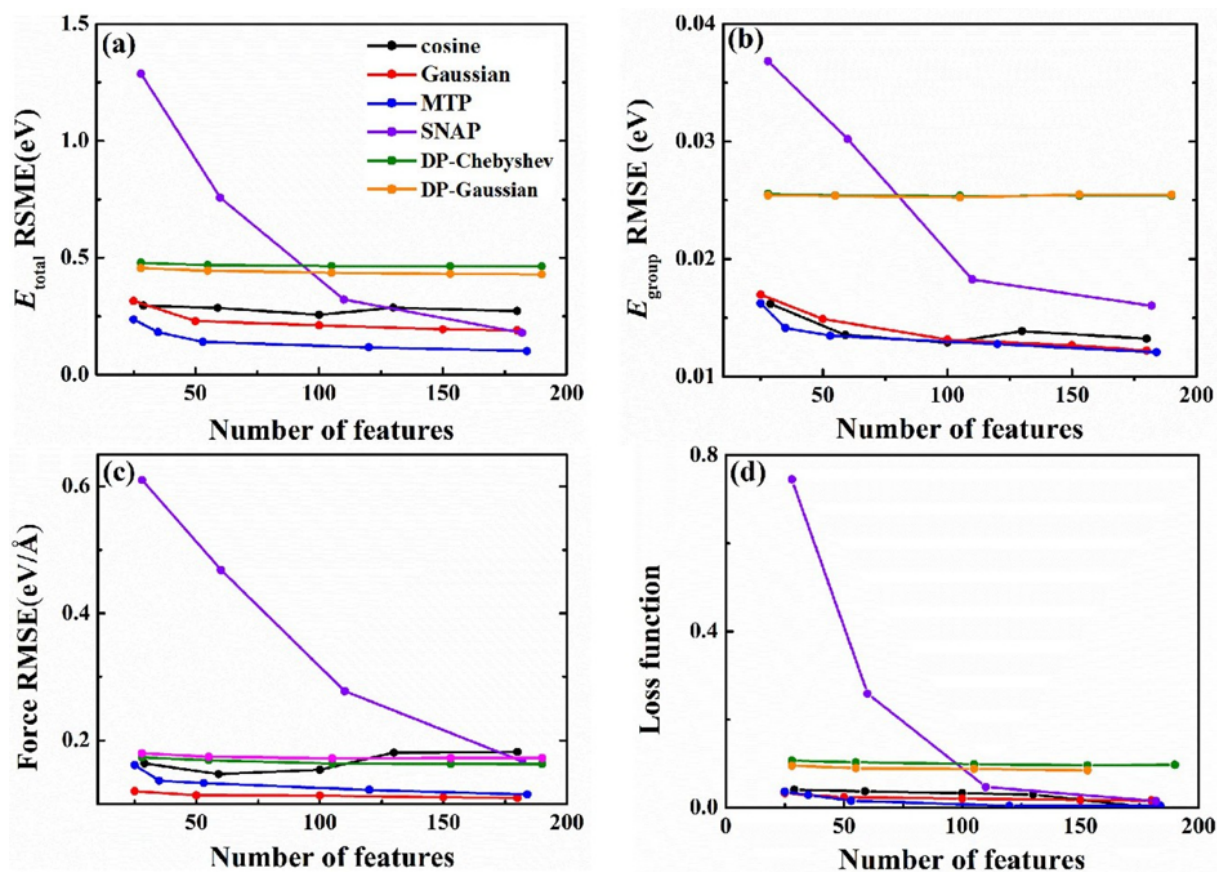 (a)
1.5
1.0
0.5
0.0
E_total RSME(eV)
cosine
Gaussian
MTP
SNAP
DP-Chebyshev
DP-Gaussian
50 100 150 200
Number of features
(b)
0.04
0.03
0.02
0.01
E_group RMSE (eV)
50 100 150 200
Number of features
(c)
0.6
0.4
0.2
Force RMSE(eV/Å)
50 100 150 200
Number of features
(d)
0.8
0.4
0.0
Loss function
0 50 100 150 200
Number of features